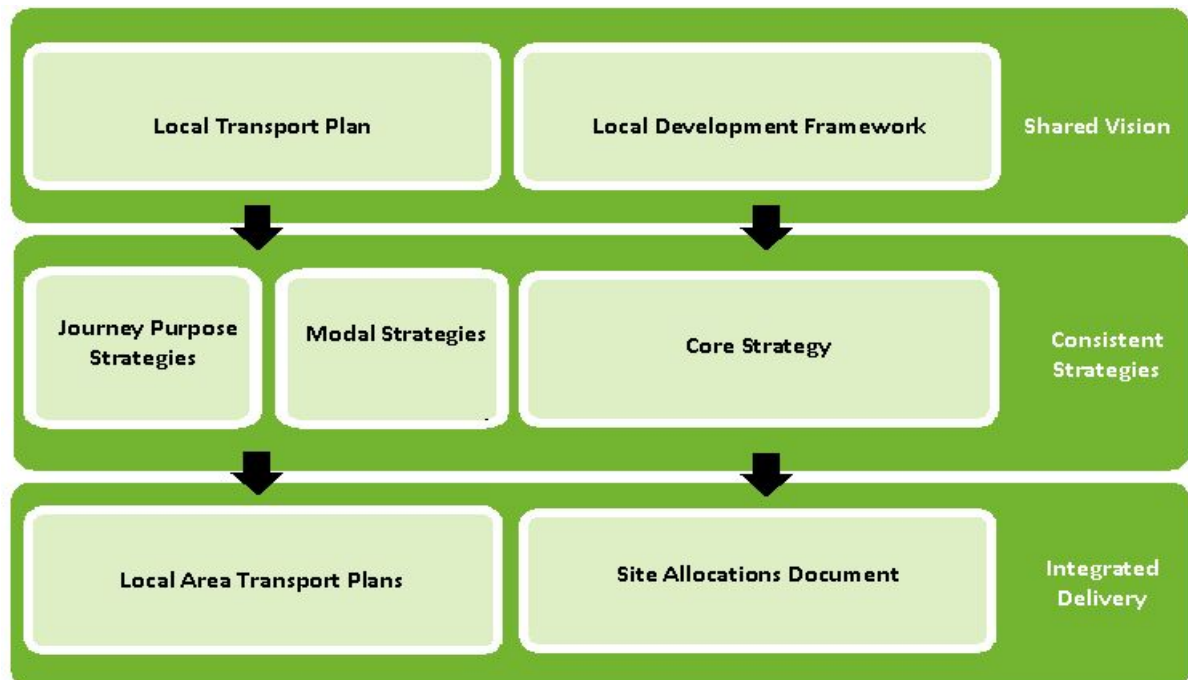 Local Transport Plan
Local Development Framework
Shared Vision
Journey Purpose
Strategies
Modal Strategies
Core Strategy
Consistent
Strategies
Local Area Transport Plans
Site Allocations Document
Integrated
Delivery